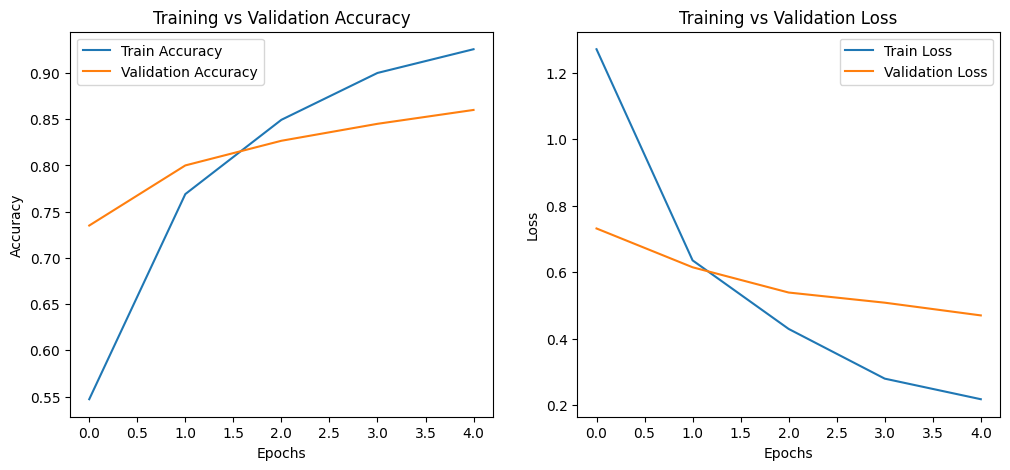 Training vs Validation Accuracy
Train Accuracy
Validation Accuracy
0.90
0.85
0.80
0.75
0.70
0.65
0.60
0.55
Accuracy
0.0 0.5 1.0 1.5 2.0 2.5 3.0 3.5 4.0
Epochs
Training vs Validation Loss
Train Loss
Validation Loss
1.2
1.0
0.8
0.6
0.4
0.2
Loss
0.0 0.5 1.0 1.5 2.0 2.5 3.0 3.5 4.0
Epochs